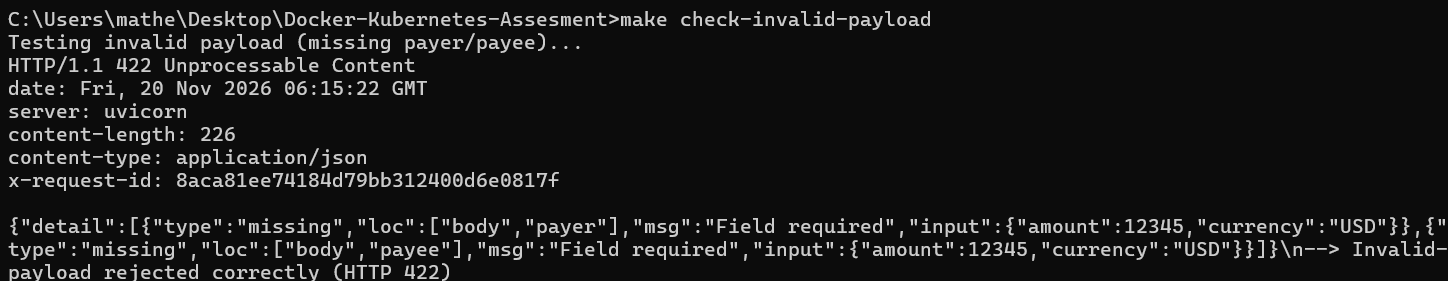 C:\Users\mathe\Desktop\Docker-Kubernetes-Assesment>make check-invalid-payload
Testing invalid payload (missing payer/payee)...
HTTP/1.1 422 Unprocessable Content
date: Fri, 20 Nov 2026 06:15:22 GMT
server: uvicorn
content-length: 226
content-type: application/json
x-request-id: 8aca81ee74184d79bb312400d6e0817f

{"detail":[{"type":"missing","loc":["body","payer"],"msg":"Field required","input":{"amount":12345,"currency":"USD"}},{"
type":"missing","loc":["body","payee"],"msg":"Field required","input":{"amount":12345,"currency":"USD"}}]}\n--> Invalid-
payload rejected correctly (HTTP 422)